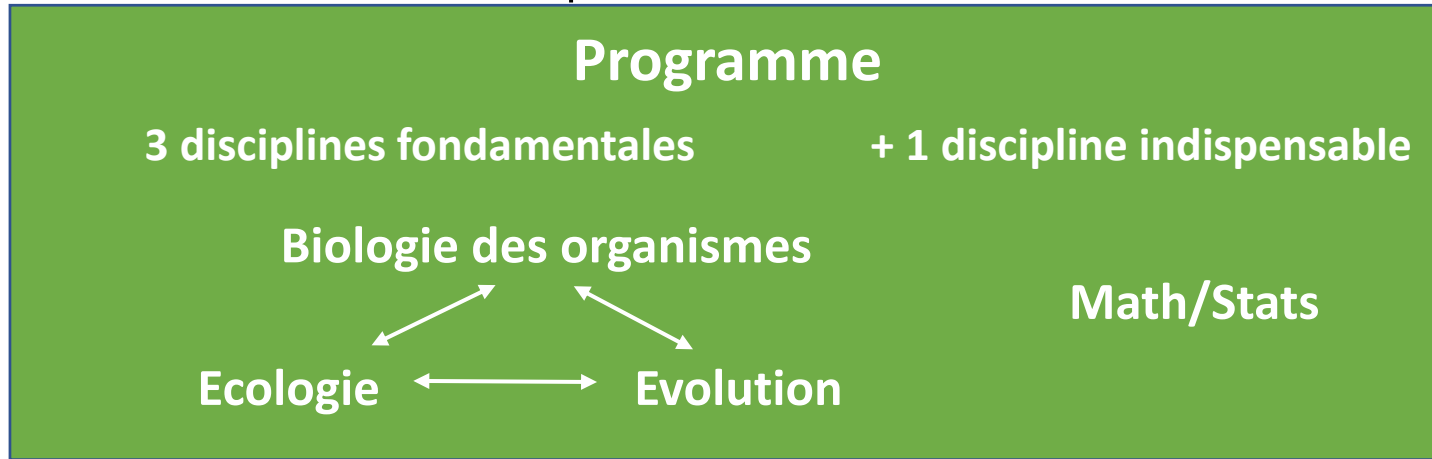 Programme
3 disciplines fondamentales + 1 discipline indispensable
Biologie des organismes
Math/Stats
Ecologie Evolution